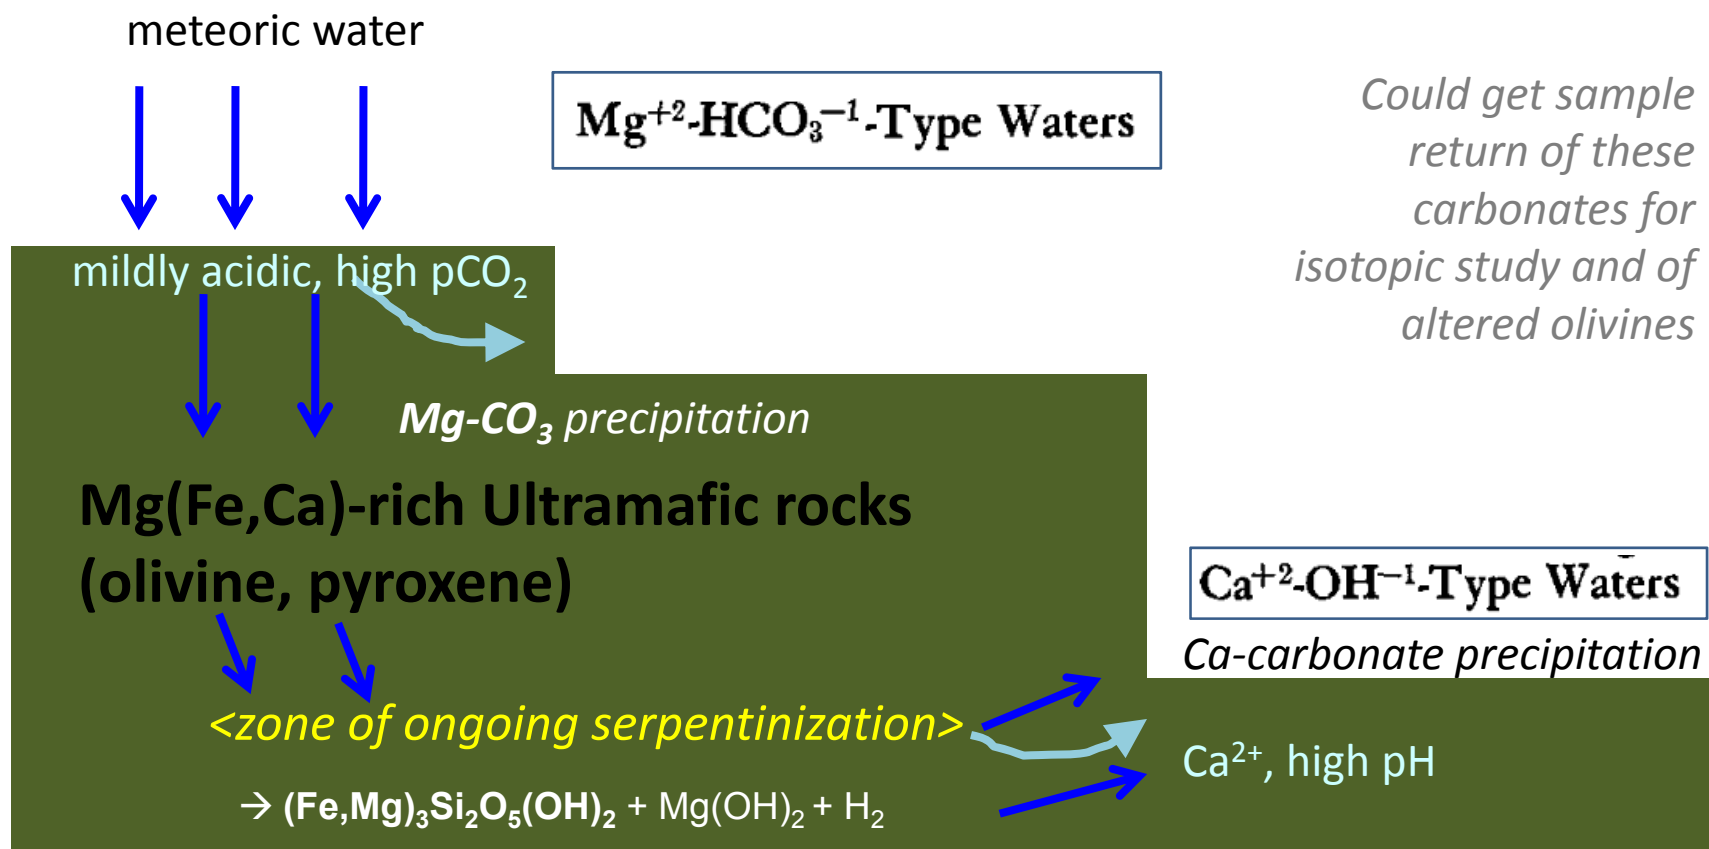 meteoric water
Mg⁺²-HCO₃⁻¹-Type Waters
Could get sample
return of these
carbonates for
isotopic study and of
altered olivines
mildly acidic, high pCO₂
Mg-CO₃ precipitation
Mg(Fe,Ca)-rich Ultramafic rocks
(olivine, pyroxene)
Ca⁺²-OH⁻¹-Type Waters
Ca-carbonate precipitation
<zone of ongoing serpentinization>
Ca²⁺, high pH
→ (Fe,Mg)₃Si₂O₅(OH)₂ + Mg(OH)₂ + H₂